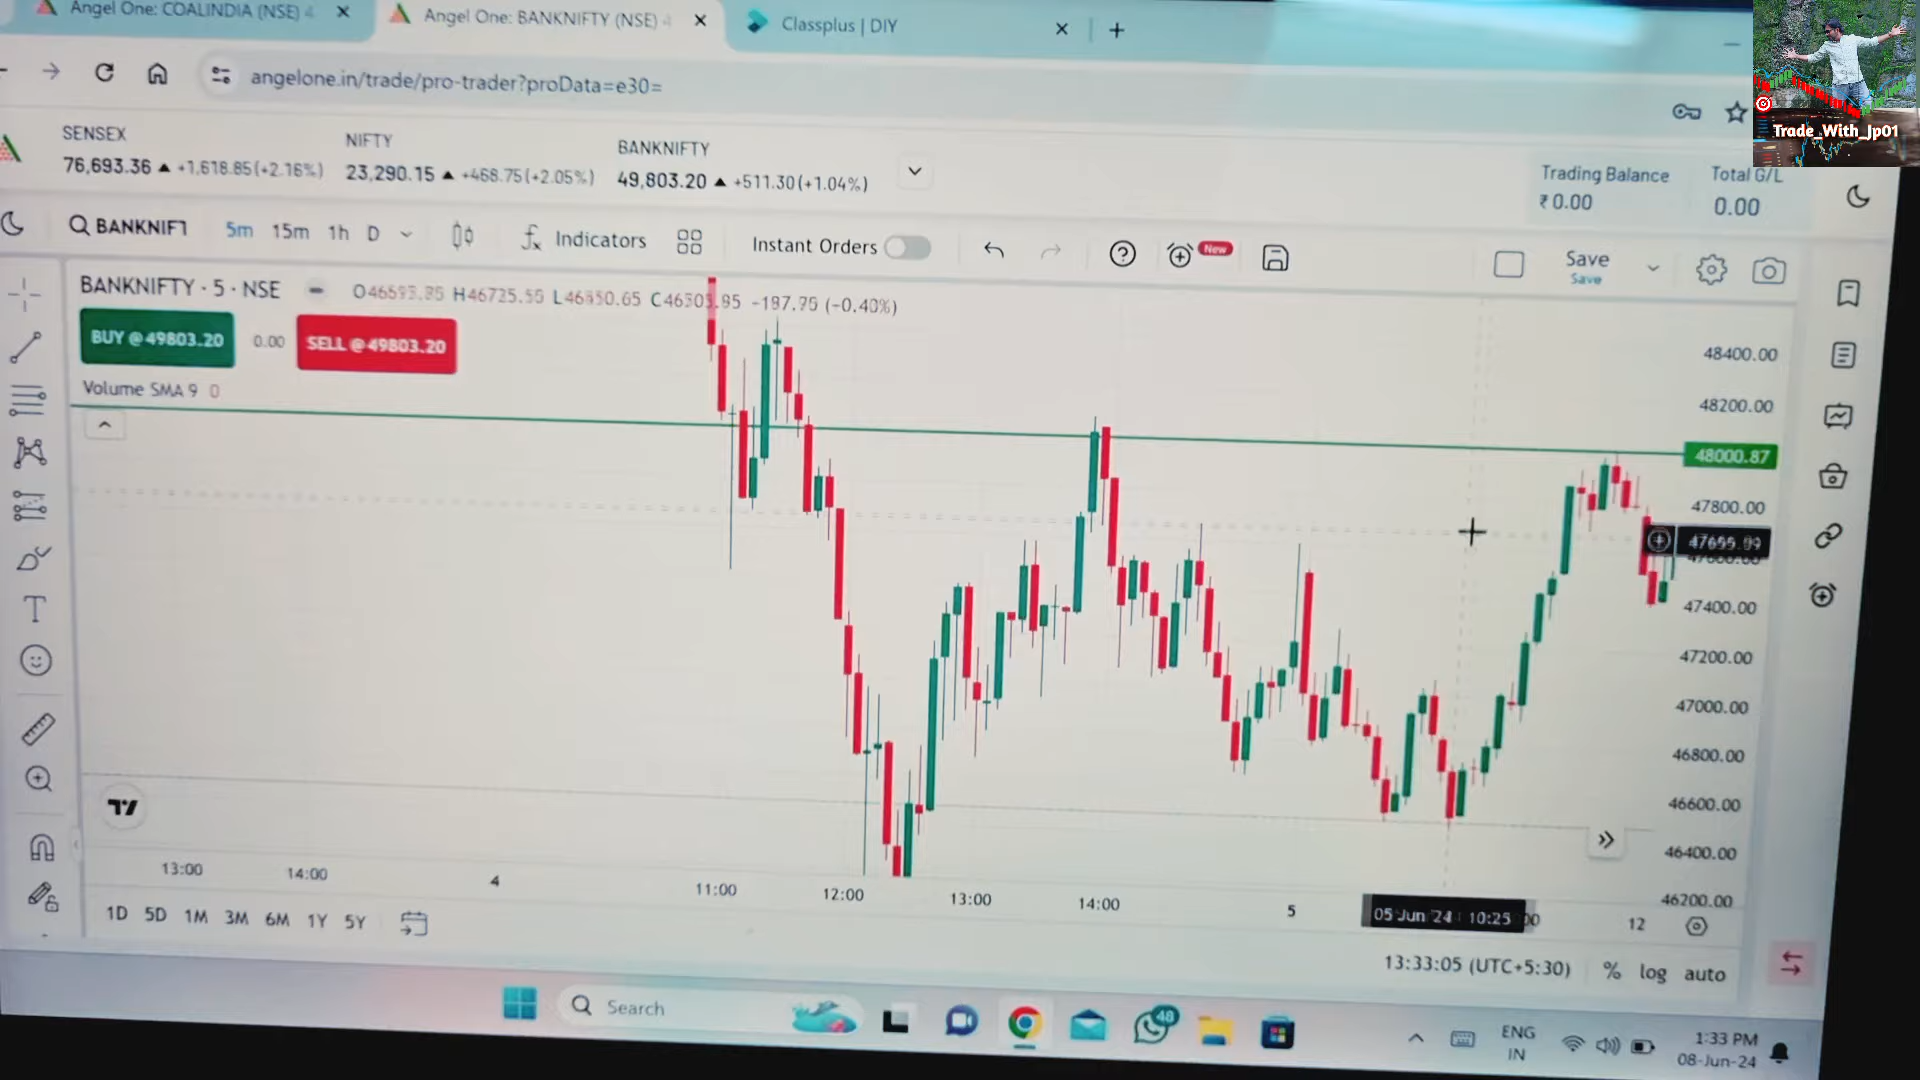 Angel One: COALINDIA (NSE) 4
Angel One: BANKNIFTY (NSE)
Classplus | DIY
angelone.in/trade/pro-trader?proData=e30=
Trade_With_Jp01
SENSEX
76,693.36 ▲ +1,618.85(+2.16%)
NIFTY
23,290.15 ▲ +468.75(+2.05%)
BANKNIFTY
49,803.20 ▲ +511.30(+1.04%)
Trading Balance
₹ 0.00
Total G/L
0.00
BANKNIFT
5m 15m 1h D
Indicators
Instant Orders
New
Save
Save
BANKNIFTY · 5 · NSE
−187.95 (−0.40%)
BUY @ 49803.20
0.00
SELL @ 49803.20
Volume SMA 9 0
48400.00
48200.00
48000.87
47800.00
47400.00
47200.00
47000.00
46800.00
46600.00
46400.00
46200.00
13:00 14:00 4 11:00 12:00 13:00 14:00 5
05 Jun '24 10:25
12
1D 5D 1M 3M 6M 1Y 5Y
13:33:05 (UTC+5:30)
% log auto
Search
48
ENG
IN
1:33 PM
08-Jun-24